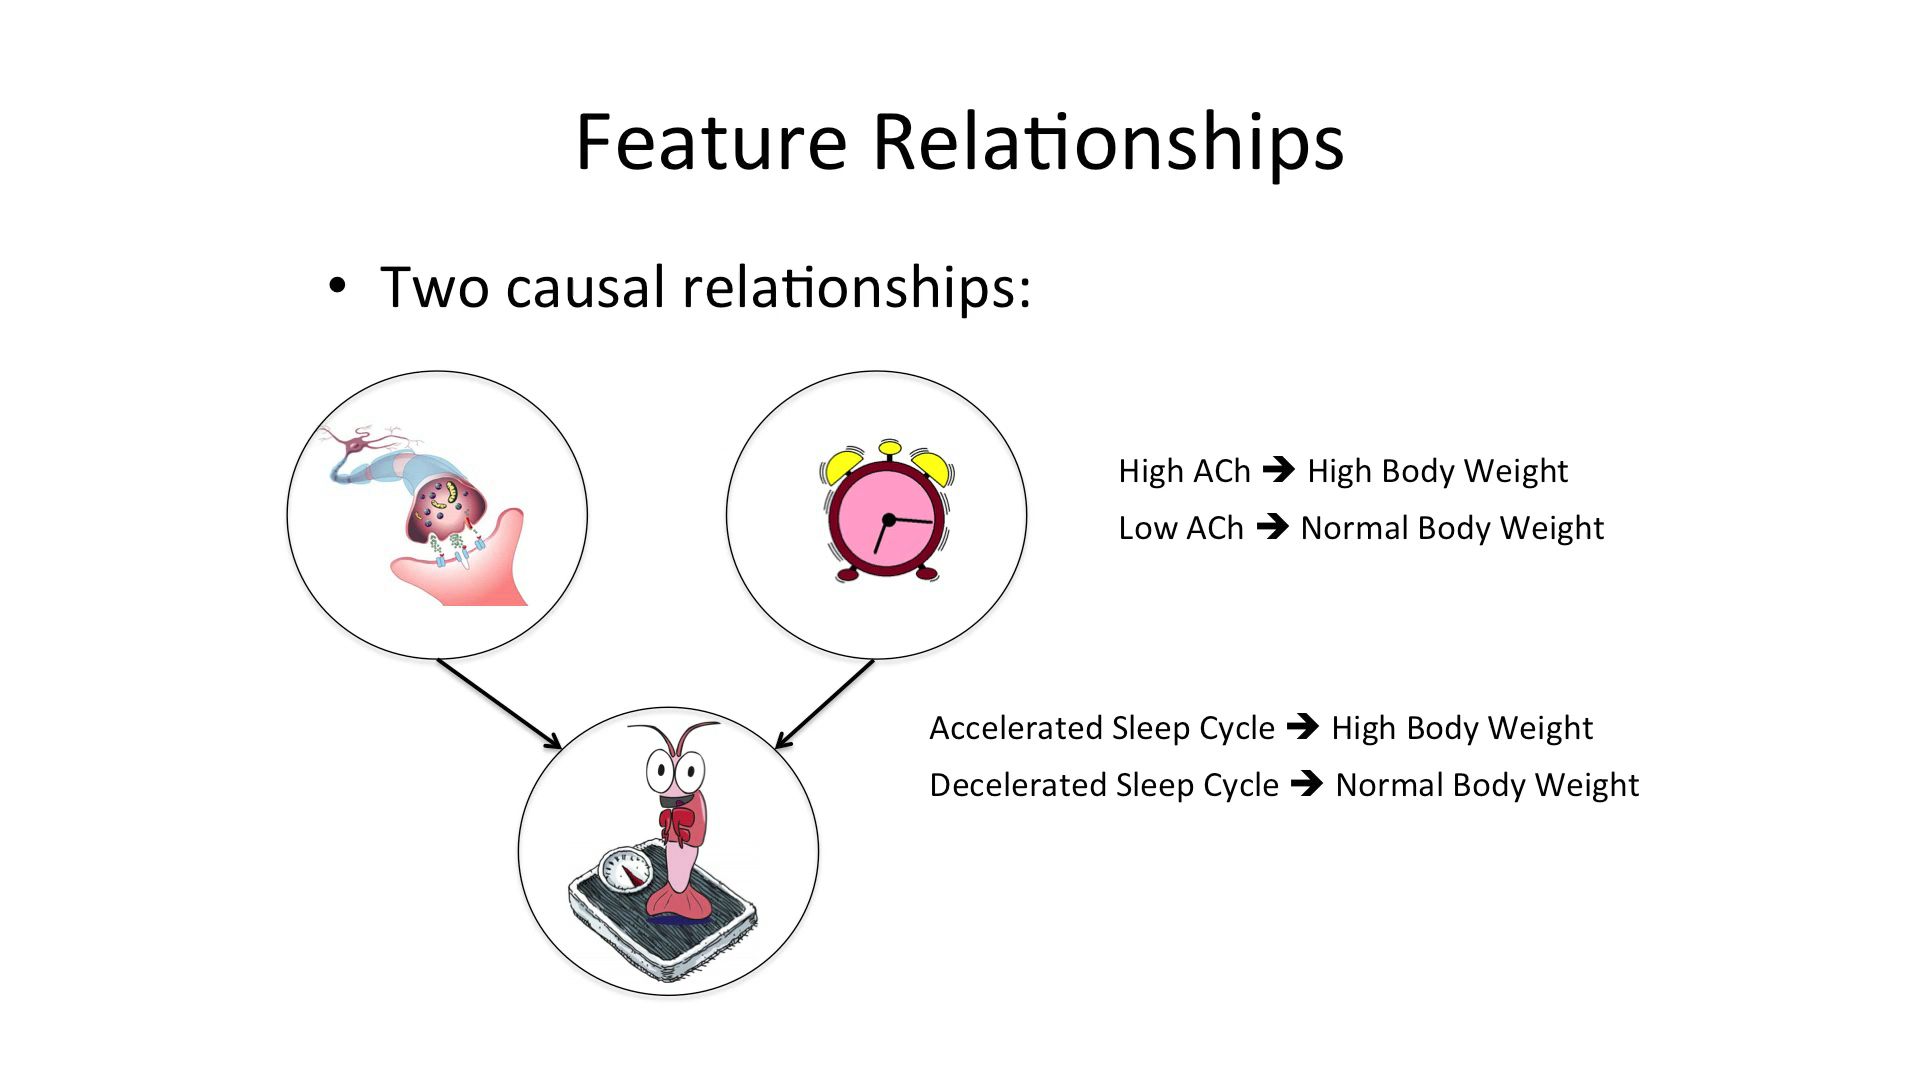 Feature Relationships
• Two causal relationships:
High ACh ➔ High Body Weight
Low ACh ➔ Normal Body Weight
Accelerated Sleep Cycle ➔ High Body Weight
Decelerated Sleep Cycle ➔ Normal Body Weight